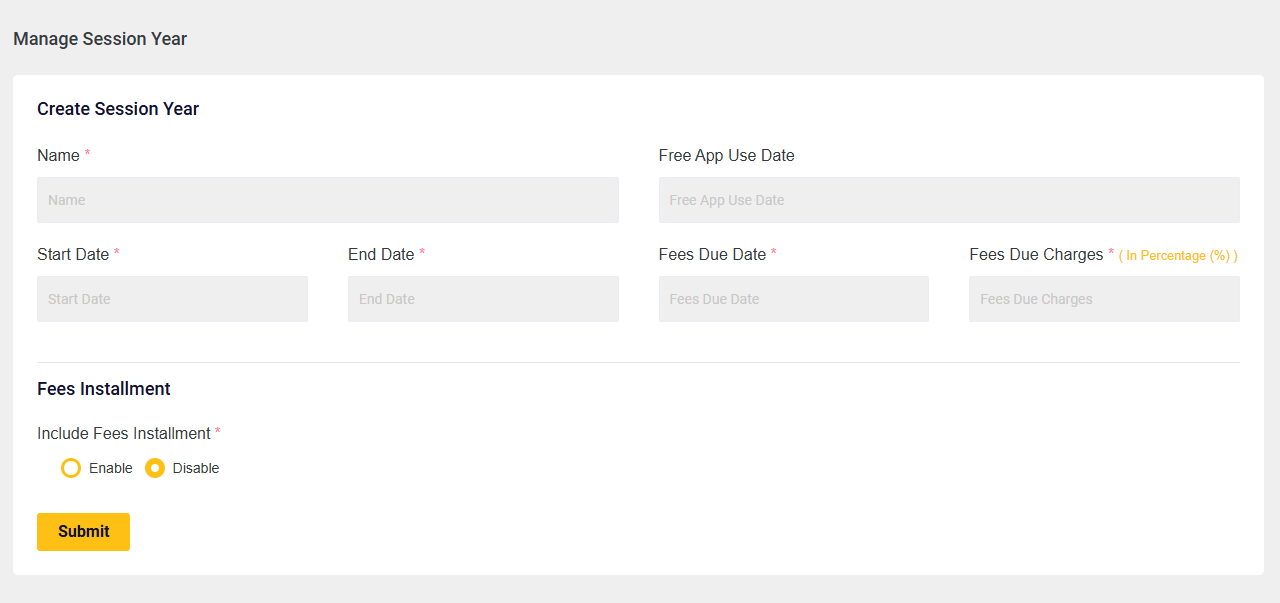 Manage Session Year
Create Session Year
Name * Free App Use Date
Name Free App Use Date
Start Date * End Date * Fees Due Date * Fees Due Charges * ( In Percentage (%) )
Start Date End Date Fees Due Date Fees Due Charges
Fees Installment
Include Fees Installment *
Enable Disable
Submit